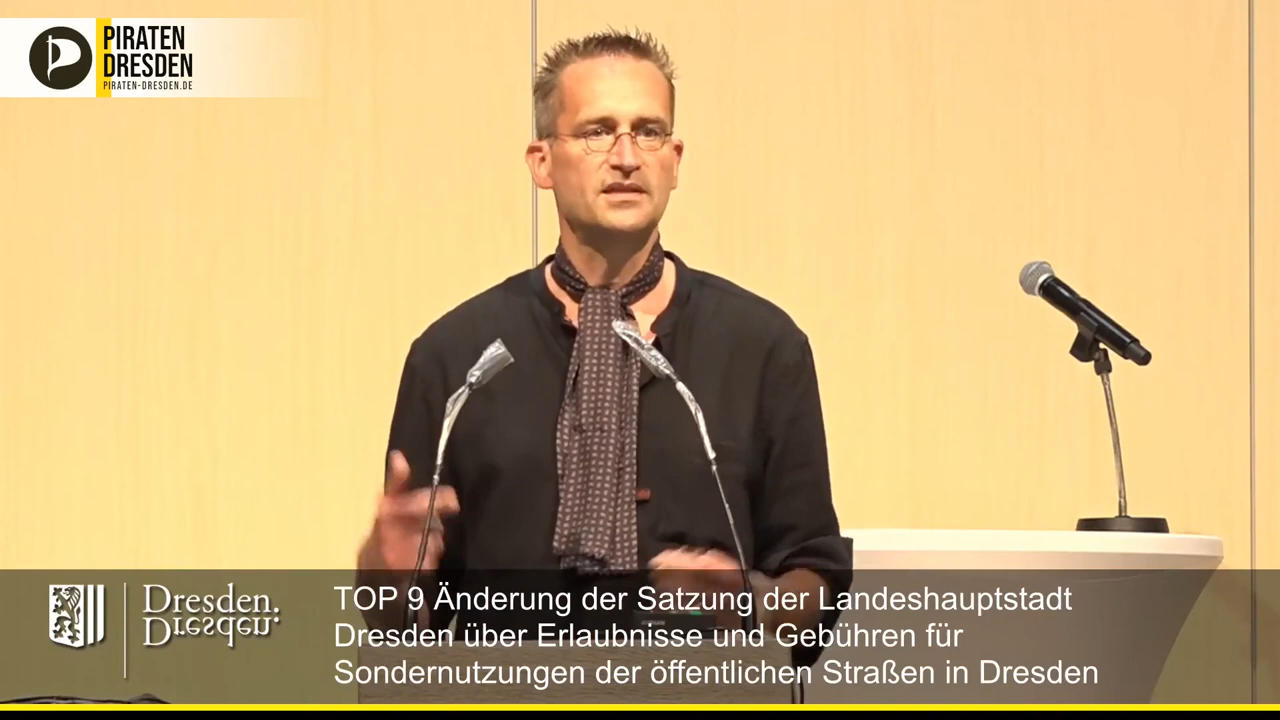 PIRATEN
DRESDEN
PIRATEN-DRESDEN.DE
Dresden.
Dresden.
TOP 9 Änderung der Satzung der Landeshauptstadt
Dresden über Erlaubnisse und Gebühren für
Sondernutzungen der öffentlichen Straßen in Dresden